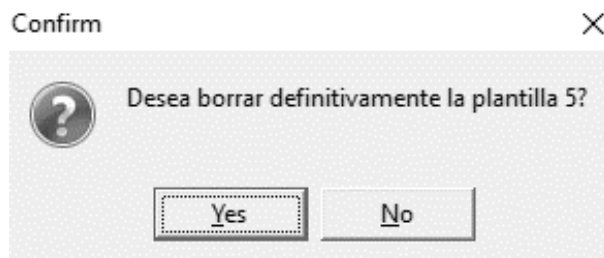 Confirm
Desea borrar definitivamente la plantilla 5?
Yes No